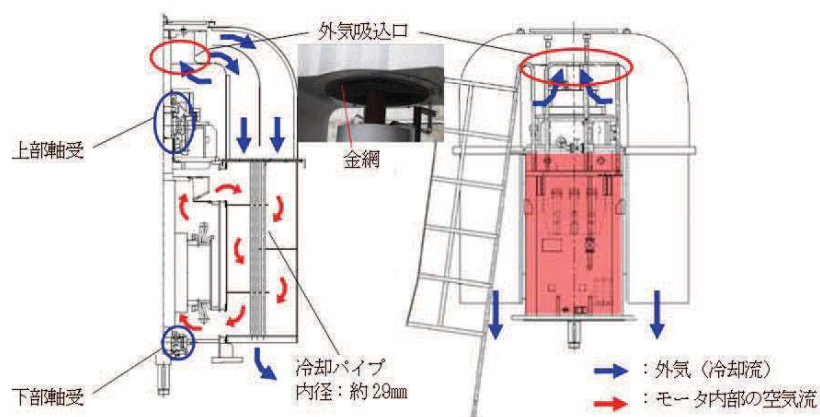 外気吸込口
上部軸受
金網
冷却パイプ
内径：約29mm
下部軸受
：外気（冷却流）
：モータ内部の空気流